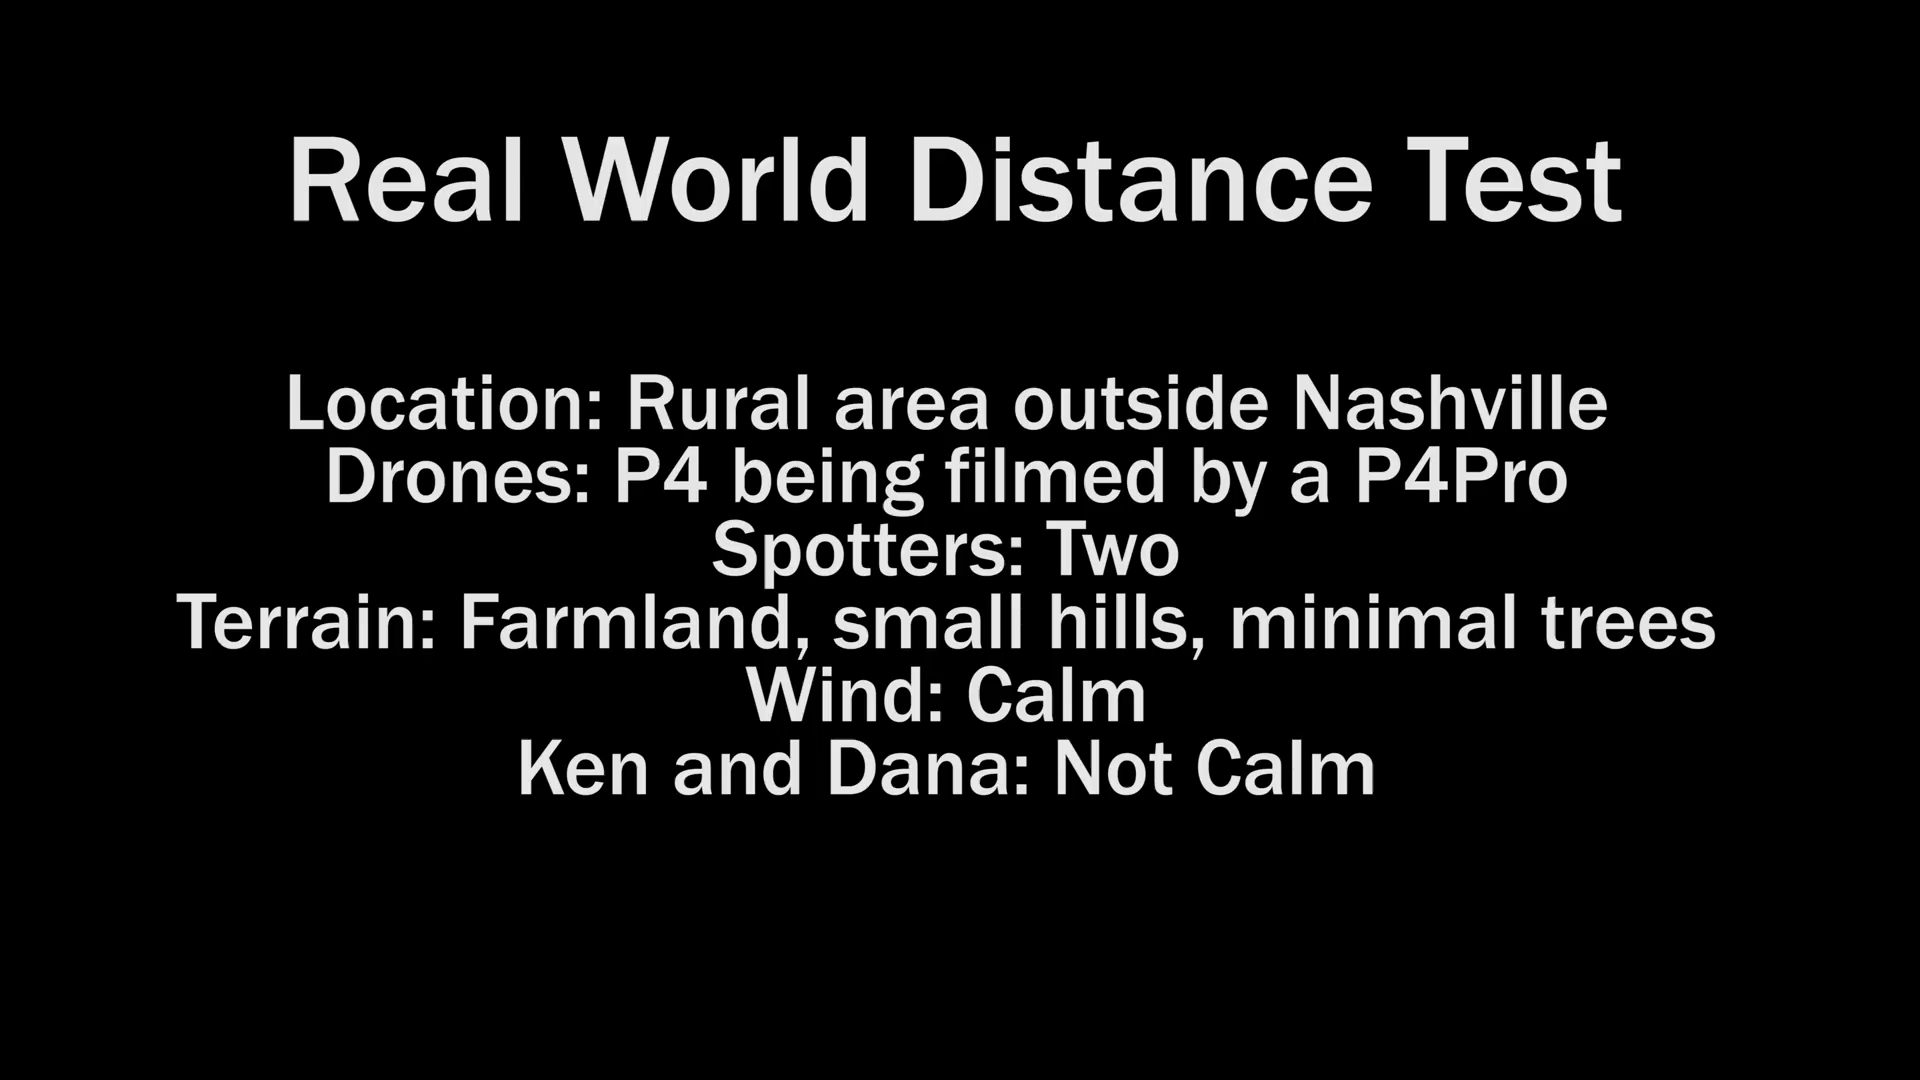 Real World Distance Test
Location: Rural area outside Nashville
Drones: P4 being filmed by a P4Pro
Spotters: Two
Terrain: Farmland, small hills, minimal trees
Wind: Calm
Ken and Dana: Not Calm